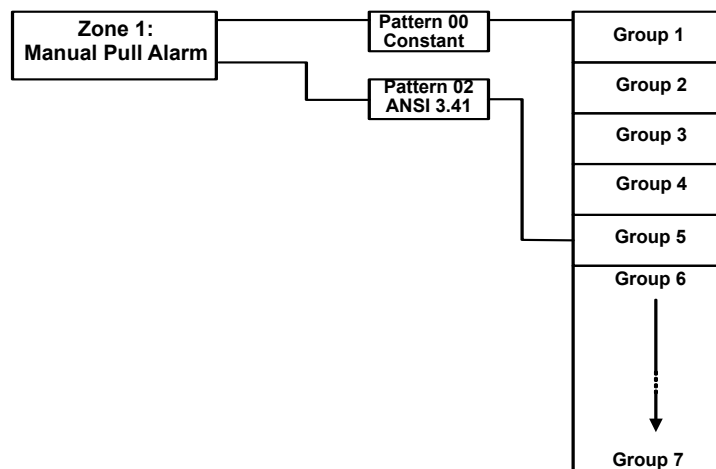 Zone 1:
Manual Pull Alarm
Pattern 00
Constant
Pattern 02
ANSI 3.41
Group 1
Group 2
Group 3
Group 4
Group 5
Group 6
Group 7